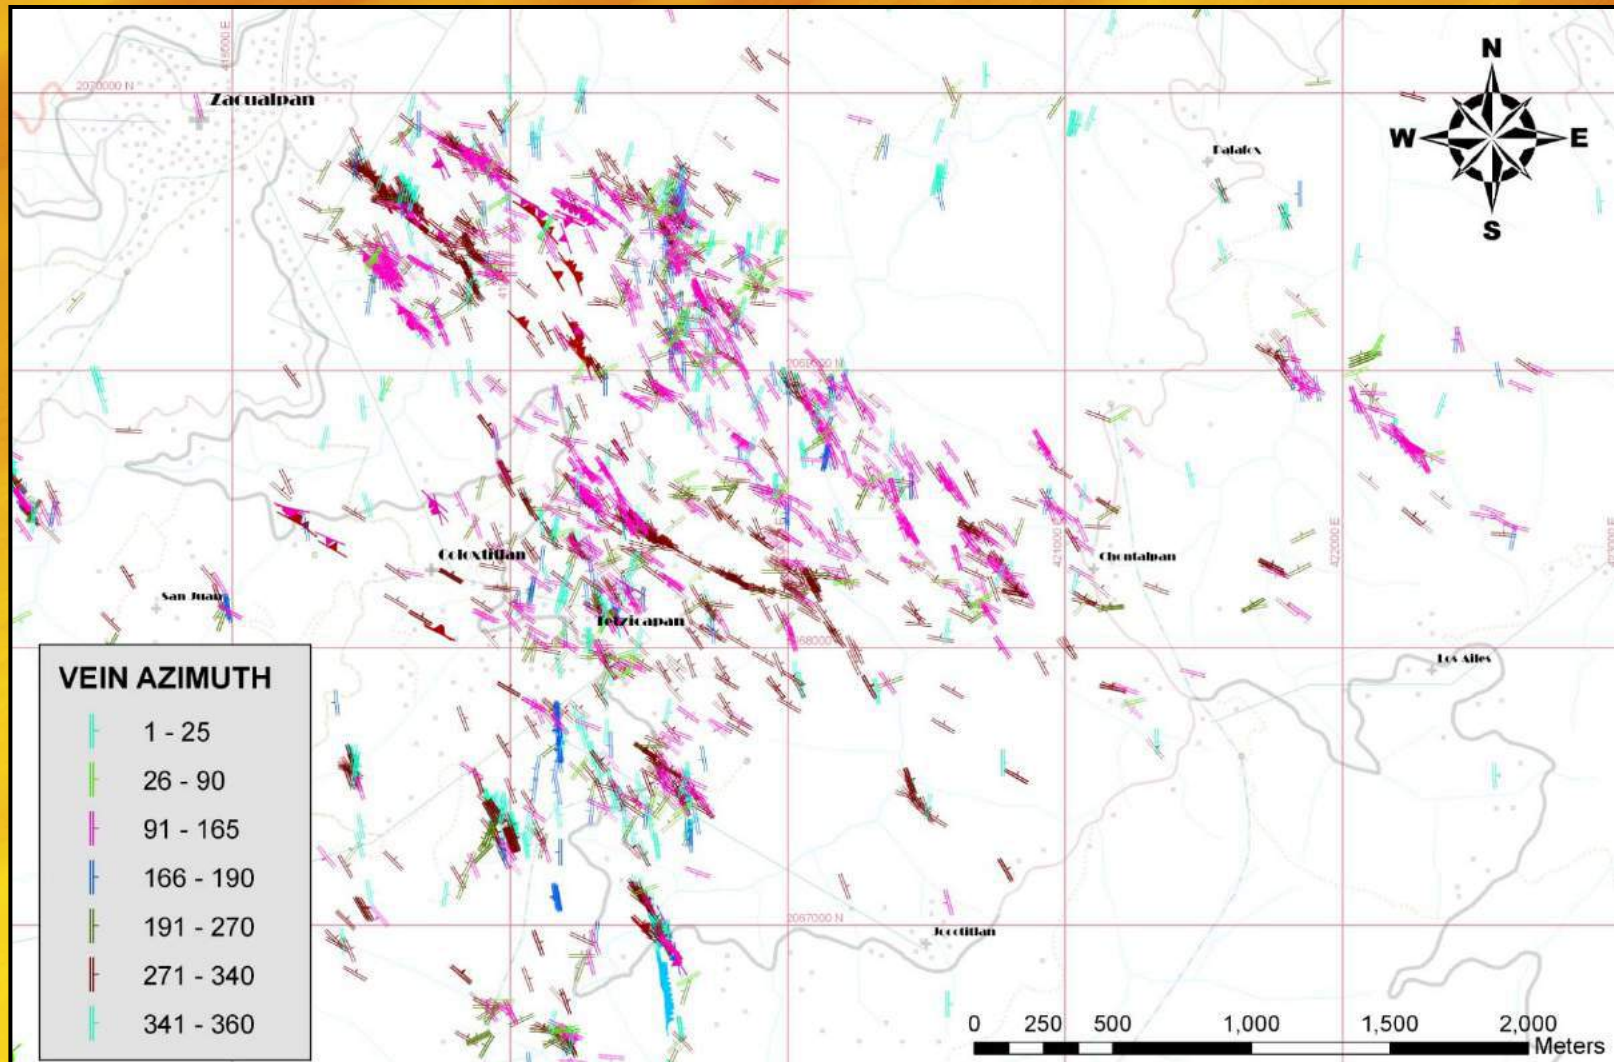 418000 E
2070000 N
Zacualpan
N
W
E
S
Palafox
2069000 N
421000 E
422000 E
423000 E
Coloxtitlan
Chontalpan
San Juan
Tetzicapan
2068000 N
Los Ailes
VEIN AZIMUTH
1 - 25
26 - 90
91 - 165
166 - 190
191 - 270
271 - 340
341 - 360
2067000 N
Jocotitlan
0 250 500 1,000 1,500 2,000
Meters